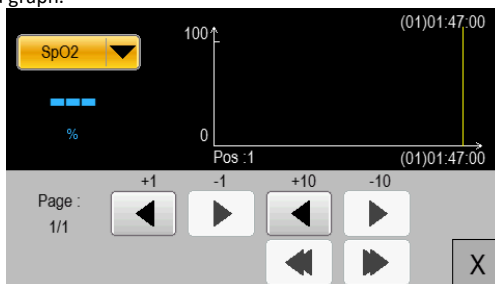 graph.
(01)01:47:00
100
SpO2
---
%
0
Pos :1
(01)01:47:00
+1 -1 +10 -10
Page :
1/1
X